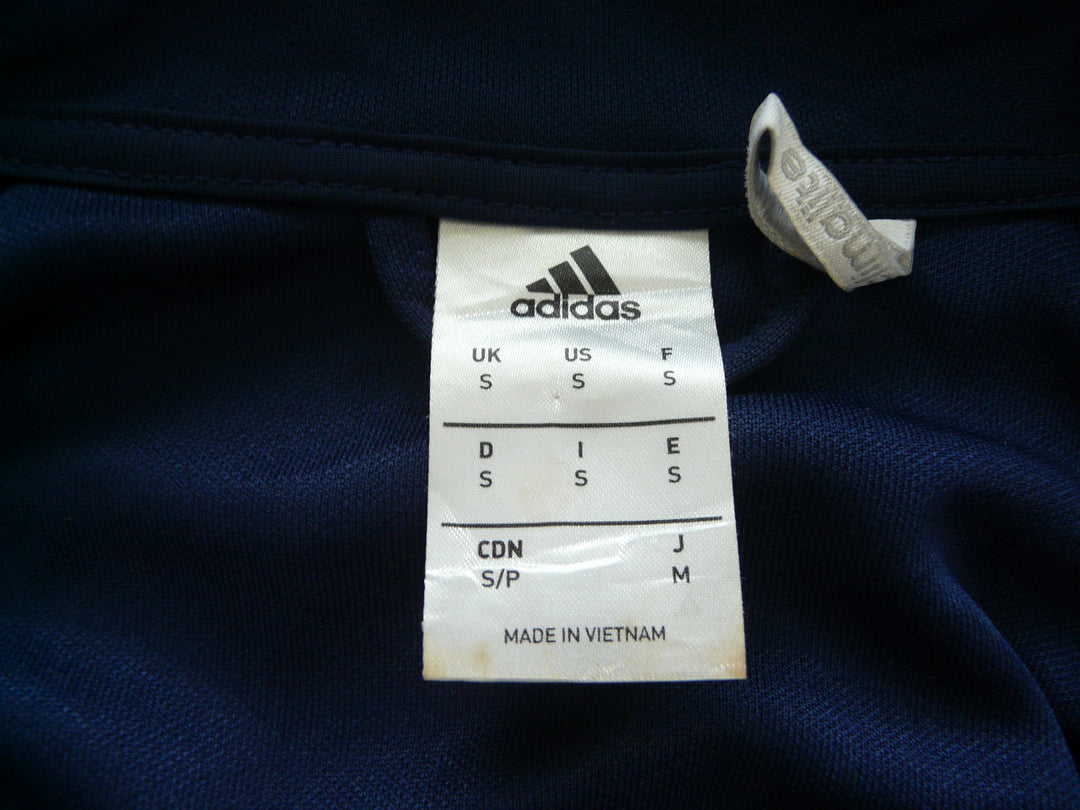 adidas
UK US F
S S S
D I E
S S S
CDN J
S/P M
MADE IN VIETNAM